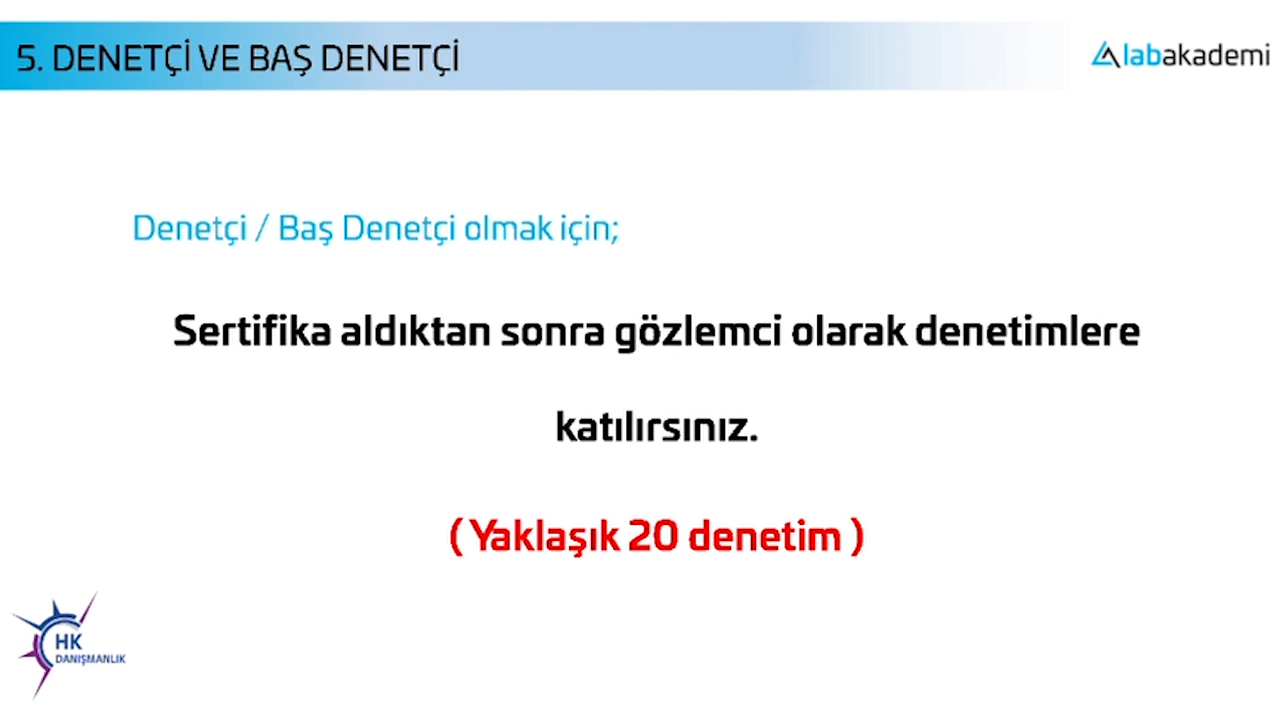 5. DENETÇİ VE BAŞ DENETÇİ
labakademi
Denetçi / Baş Denetçi olmak için;
Sertifika aldıktan sonra gözlemci olarak denetimlere
katılırsınız.
( Yaklaşık 20 denetim )
HK
DANIŞMANLIK